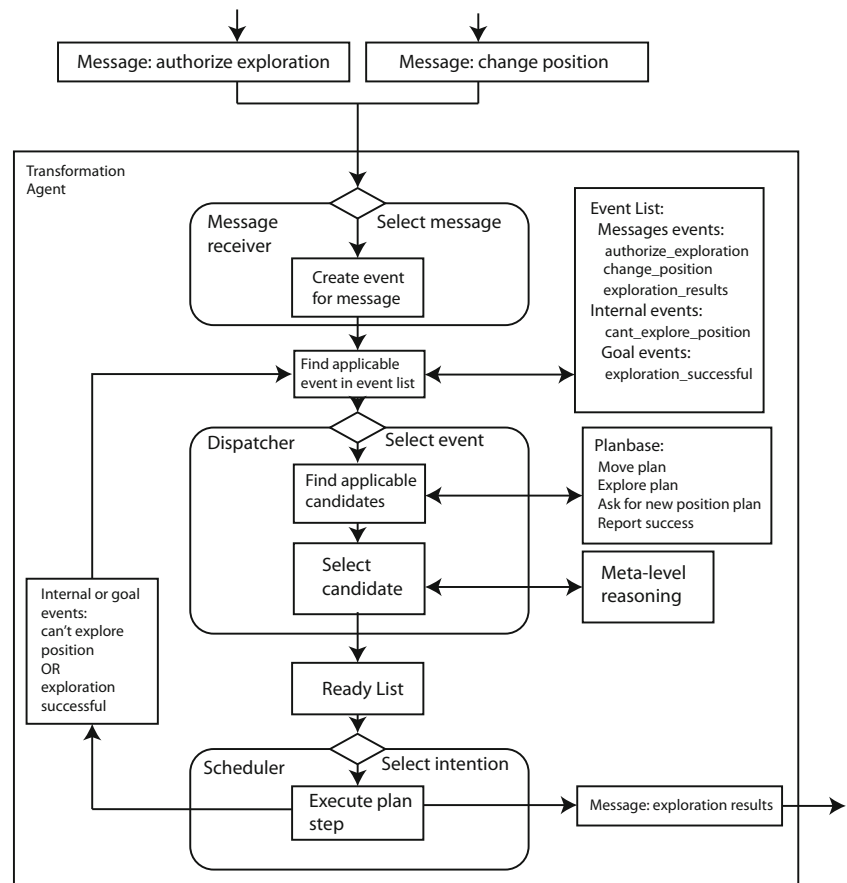 Message: authorize exploration
Message: change position
Transformation
Agent
Message
receiver
Select message
Create event
for message
Event List:
Messages events:
authorize_exploration
change_position
exploration_results
Internal events:
cant_explore_position
Goal events:
exploration_successful
Find applicable
event in event list
Dispatcher
Select event
Find applicable
candidates
Planbase:
Move plan
Explore plan
Ask for new position plan
Report success
Select
candidate
Meta-level
reasoning
Internal or goal
events:
can't explore
position
OR
exploration
successful
Ready List
Scheduler
Select intention
Execute plan
step
Message: exploration results